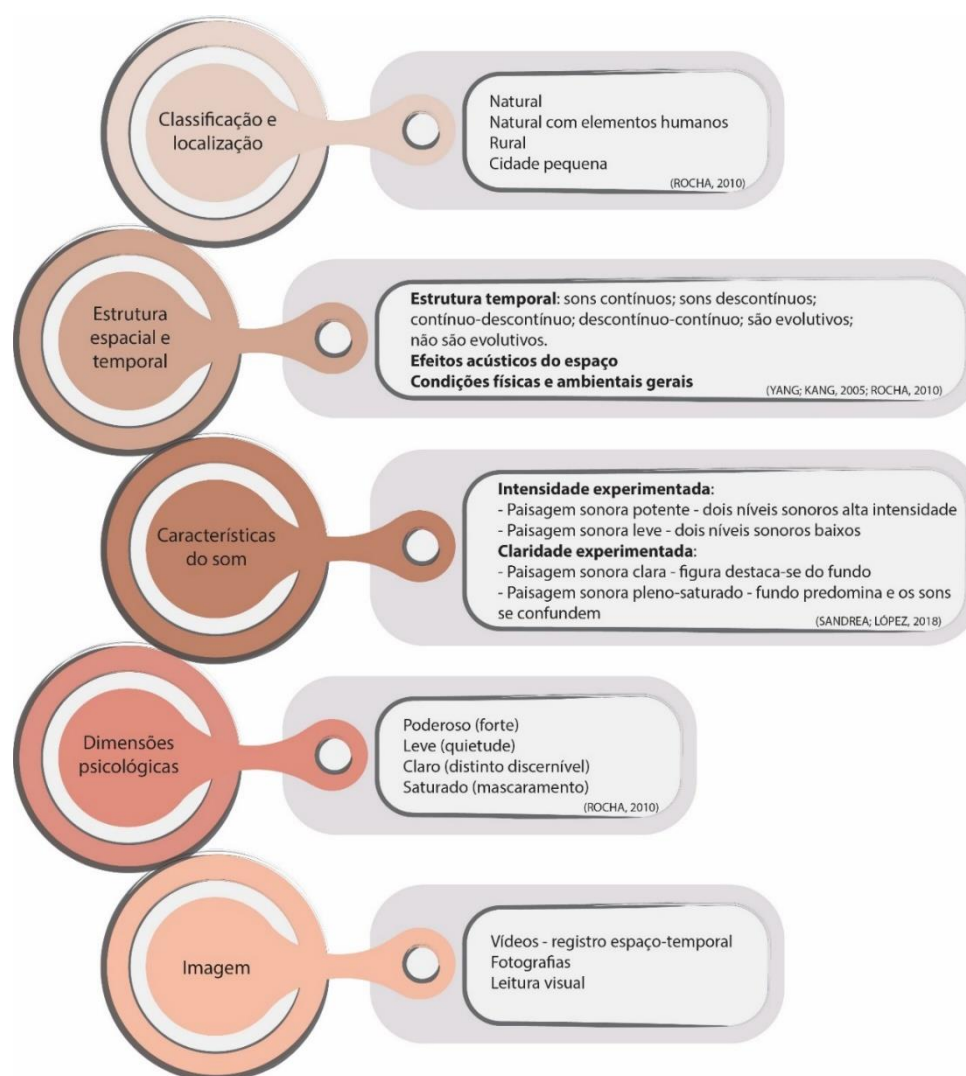 Classificação e
localização
Natural
Natural com elementos humanos
Rural
Cidade pequena
(ROCHA, 2010)
Estrutura
espacial e
temporal
Estrutura temporal: sons contínuos; sons descontínuos;
contínuo-descontínuo; descontínuo-contínuo; são evolutivos;
não são evolutivos.
Efeitos acústicos do espaço
Condições físicas e ambientais gerais
(YANG; KANG, 2005; ROCHA, 2010)
Características
do som
Intensidade experimentada:
- Paisagem sonora potente - dois níveis sonoros alta intensidade
- Paisagem sonora leve - dois níveis sonoros baixos
Claridade experimentada:
- Paisagem sonora clara - figura destaca-se do fundo
- Paisagem sonora pleno-saturado - fundo predomina e os sons
se confundem
(SANDREA; LÓPEZ, 2018)
Dimensões
psicológicas
Poderoso (forte)
Leve (quietude)
Claro (distinto discernível)
Saturado (mascaramento)
(ROCHA, 2010)
Imagem
Vídeos - registro espaço-temporal
Fotografias
Leitura visual